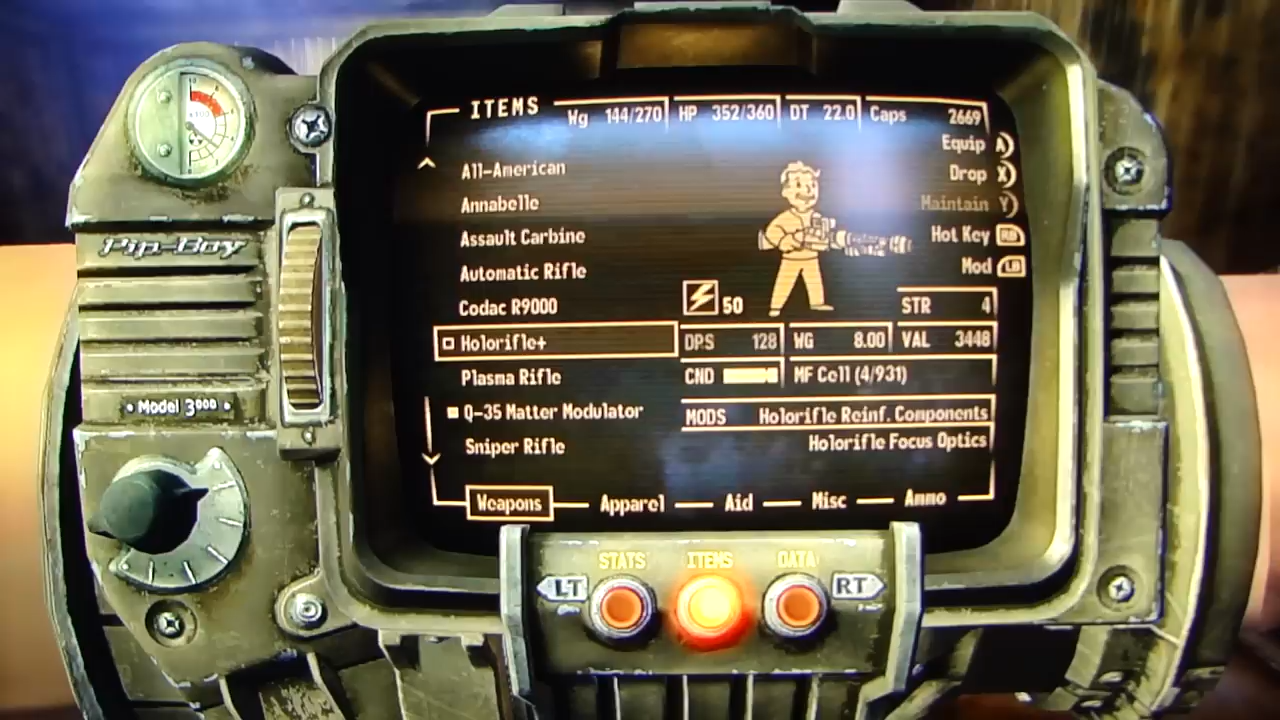 ITEMS Wg 144/270 HP 352/360 DT 22.0 Caps 2669
Equip A)
Drop X)
Maintain Y)
Hot Key RB
Mod LB
All-American
Annabelle
Assault Carbine
Automatic Rifle
Codac R9000
Holorifle+
Plasma Rifle
Q-35 Matter Modulator
Sniper Rifle
50 STR 4
DPS 128 WG 8.00 VAL 3448
CND MF Cell (4/931)
MODS Holorifle Reinf. Components
Holorifle Focus Optics
Weapons Apparel Aid Misc Ammo
Pip-Boy
Model 3000
STATS ITEMS DATA
LT RT